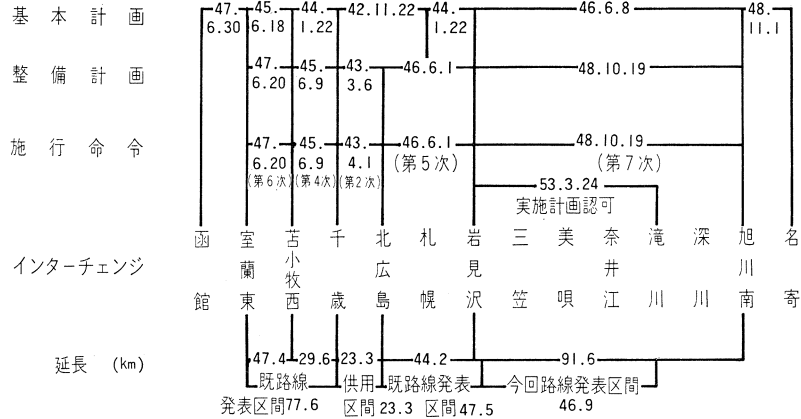 基本計画 47. 45. 44. 42.11.22 44. 46.6.8 48.
6.30 6.18 1.22 1.22 11.1
整備計画 47. 45. 43. 46.6.1 48.10.19
6.20 6.9 3.6
施行命令 47. 45. 43. 46.6.1 48.10.19
6.20 6.9 4.1 (第5次) (第7次)
(第6次) (第4次) (第2次)
53.3.24
実施計画認可
インターチェンジ 函館 室蘭東 苫小牧西 千歳 北広島 札幌 岩見沢 三笠 美唄 奈井江 滝川 深川 旭川南 名寄
延長 (km) 47.4 29.6 23.3 44.2 91.6
既路線 供用 既路線発表 今回路線発表区間
発表区間77.6 区間23.3 区間47.5 46.9